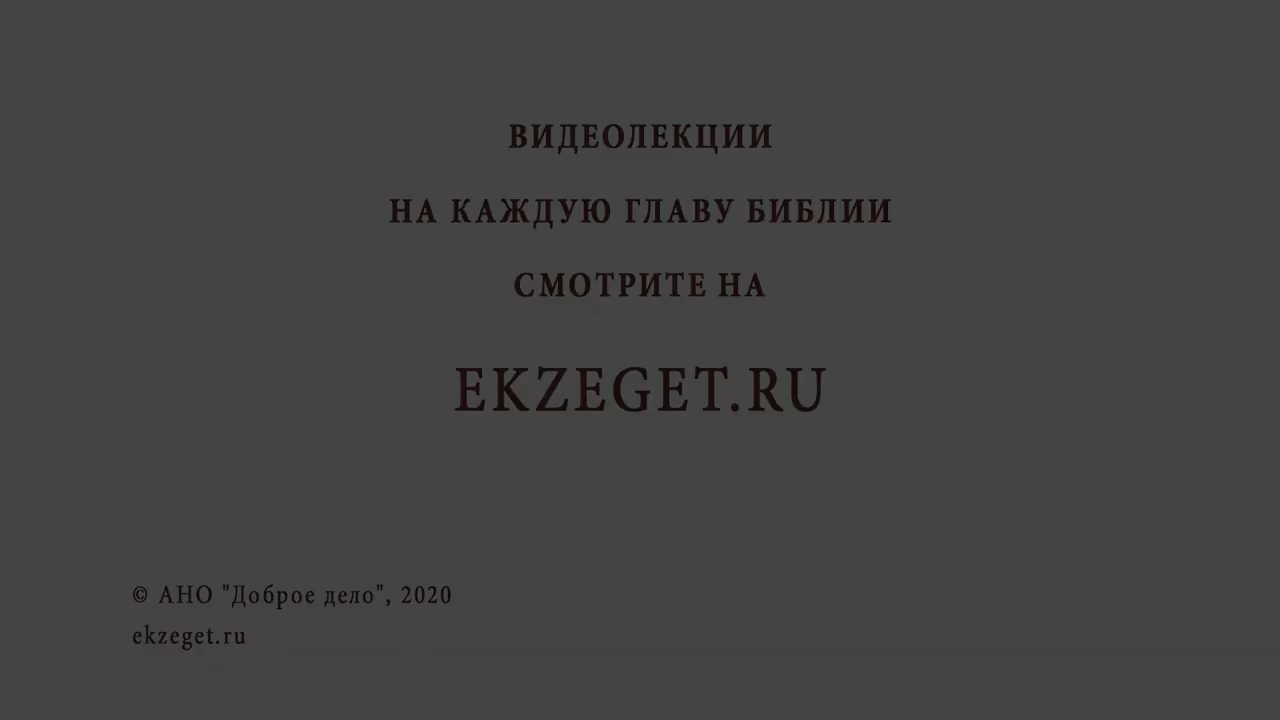 ВИДЕОЛЕКЦИИ
НА КАЖДУЮ ГЛАВУ БИБЛИИ
СМОТРИТЕ НА
EKZEGET.RU
© АНО "Доброе дело", 2020
ekzeget.ru